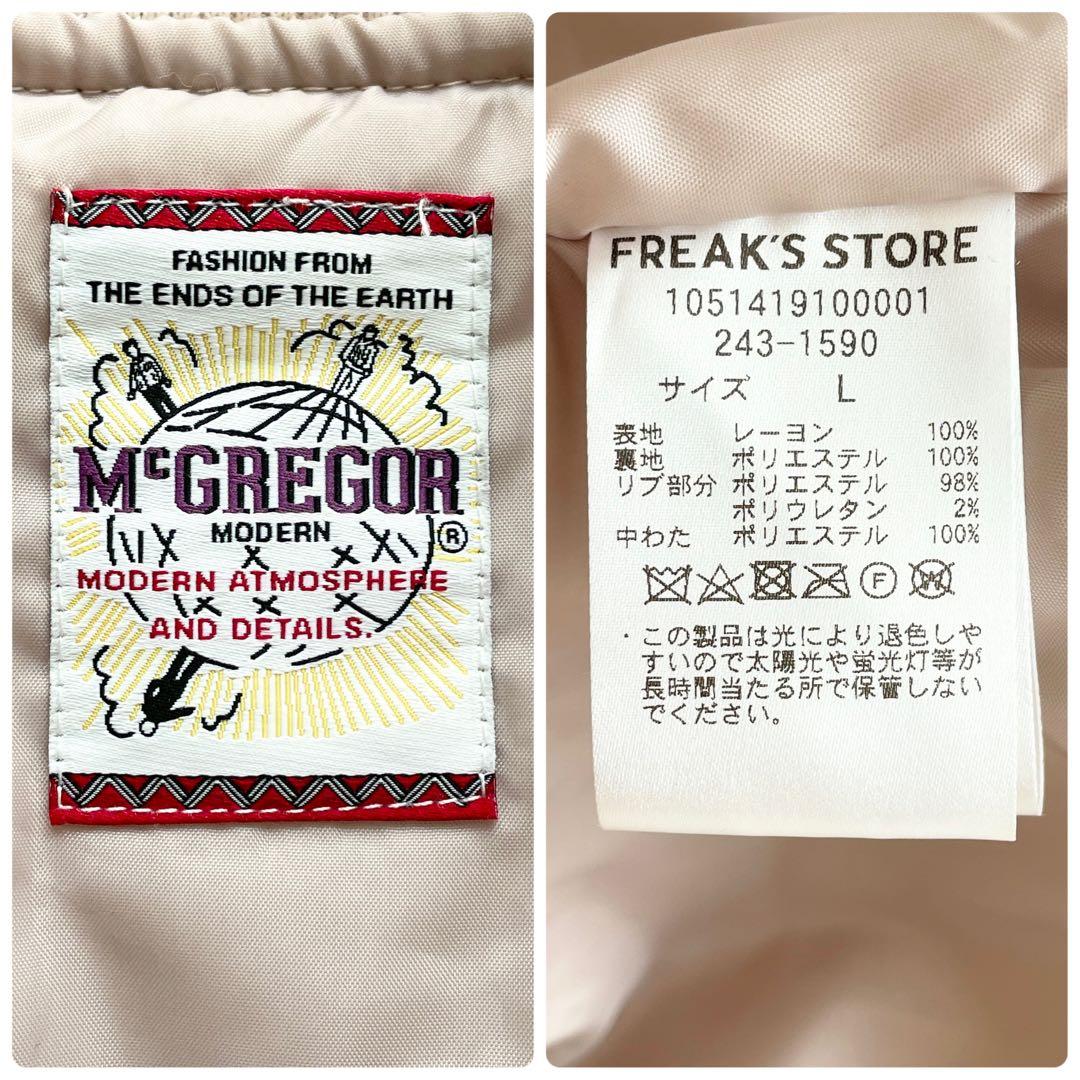 FASHION FROM
THE ENDS OF THE EARTH
McGREGOR
MODERN ®
MODERN ATMOSPHERE
AND DETAILS.
FREAK'S STORE
1051419100001
243-1590
サイズ L
表地 レーヨン 100%
裏地 ポリエステル 100%
リブ部分 ポリエステル 98%
ポリウレタン 2%
中わた ポリエステル 100%
F W
・この製品は光により退色しや
すいので太陽光や蛍光灯等が
長時間当たる所で保管しない
でください。